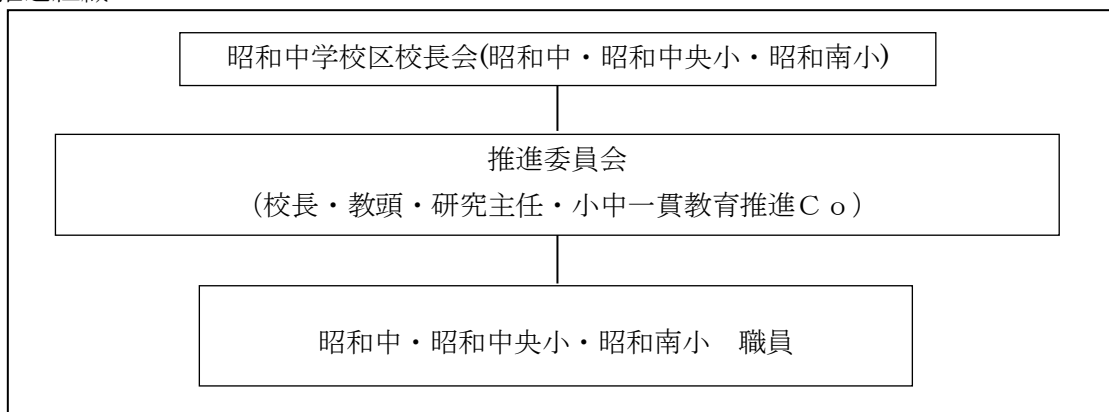 昭和中学校区校長会(昭和中・昭和中央小・昭和南小)
推進委員会
(校長・教頭・研究主任・小中一貫教育推進Ｃｏ)
昭和中・昭和中央小・昭和南小　職員